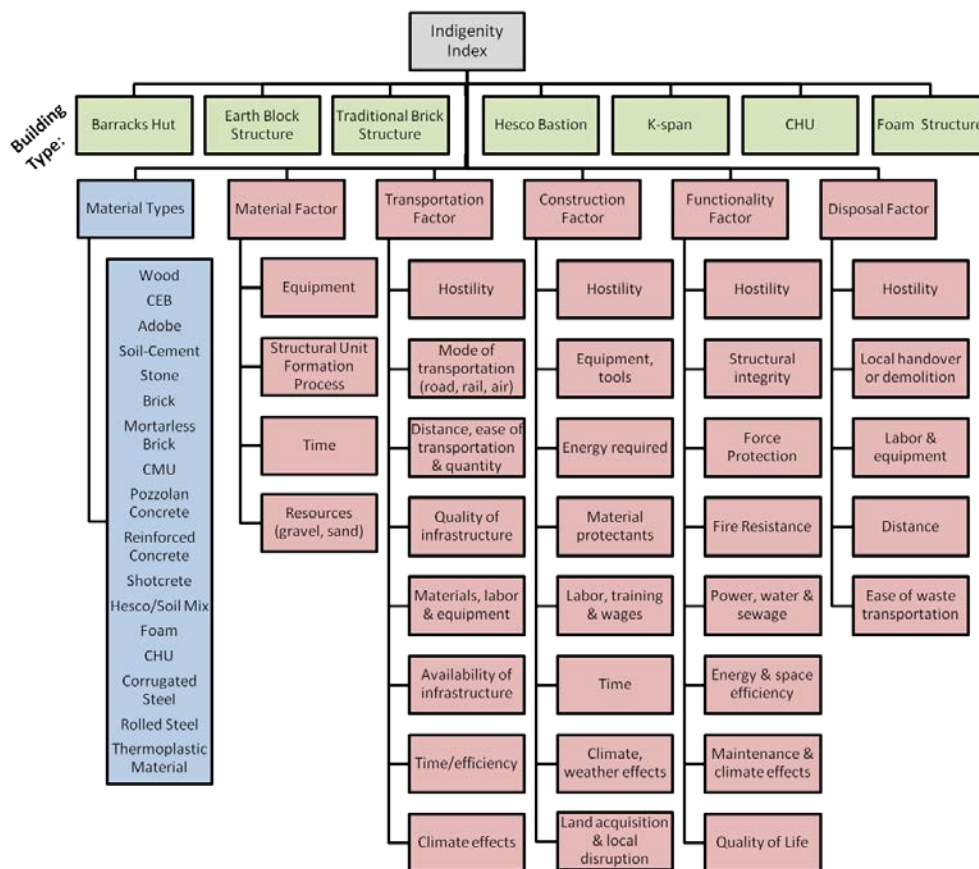 Indigenity
Index
Building
Type:
Barracks Hut
Earth Block
Structure
Traditional Brick
Structure
Hesco Bastion
K-span
CHU
Foam Structure
Material Types
Material Factor
Transportation
Factor
Construction
Factor
Functionality
Factor
Disposal Factor
Wood
CEB
Adobe
Soil-Cement
Stone
Brick
Mortarless
Brick
CMU
Pozzolan
Concrete
Reinforced
Concrete
Shotcrete
Hesco/Soil Mix
Foam
CHU
Corrugated
Steel
Rolled Steel
Thermoplastic
Material
Equipment
Structural Unit
Formation
Process
Time
Resources
(gravel, sand)
Hostility
Mode of
transportation
(road, rail, air)
Distance, ease of
transportation
& quantity
Quality of
infrastructure
Materials, labor
& equipment
Availability of
infrastructure
Time/efficiency
Climate effects
Hostility
Equipment,
tools
Energy required
Material
protectants
Labor, training
& wages
Time
Climate,
weather effects
Land acquisition
& local
disruption
Hostility
Structural
integrity
Force
Protection
Fire Resistance
Power, water &
sewage
Energy & space
efficiency
Maintenance &
climate effects
Quality of Life
Hostility
Local handover
or demolition
Labor &
equipment
Distance
Ease of waste
transportation